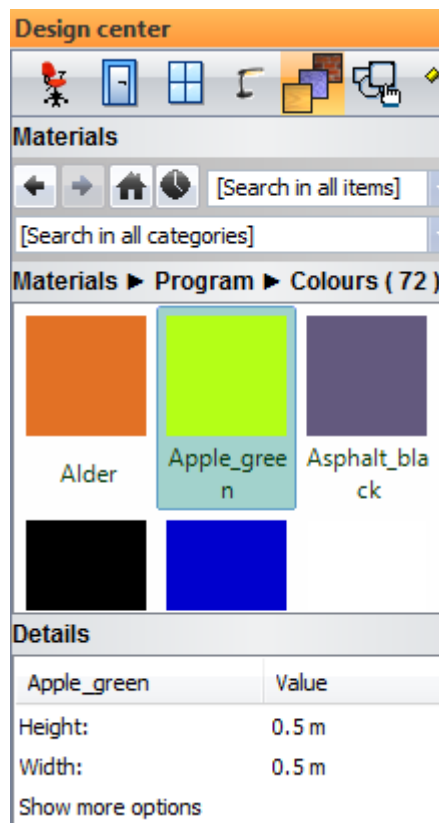 Design center
Materials
[Search in all items]
[Search in all categories]
Materials ► Program ► Colours ( 72 )
Alder
Apple_gree
n
Asphalt_bla
ck
Details
Apple_green Value
Height: 0.5 m
Width: 0.5 m
Show more options